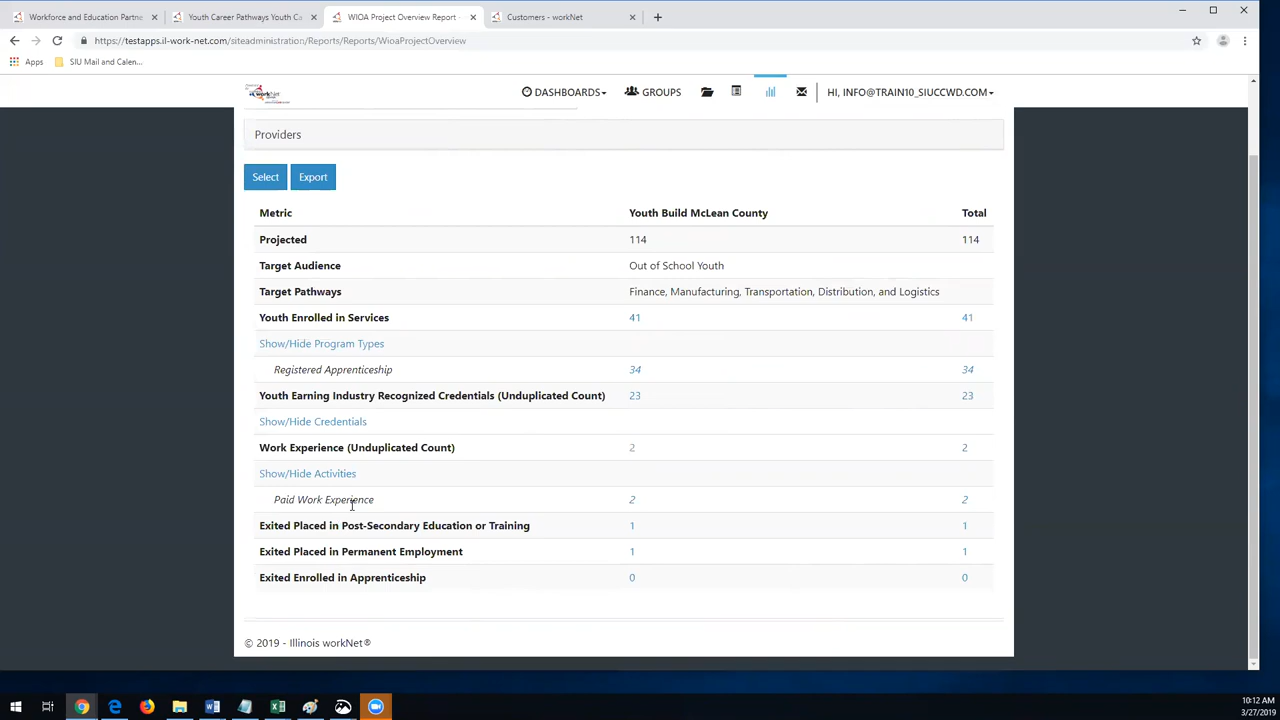 Workforce and Education Partne
Youth Career Pathways Youth Ca
WIOA Project Overview Report -
Customers - workNet
https://testapps.il-work-net.com/siteadministration/Reports/Reports/WioaProjectOverview
Apps
SIU Mail and Calen...
workNet
DASHBOARDS
GROUPS
HI, INFO@TRAIN10_SIUCCWD.COM
Providers
Select
Export
Metric Youth Build McLean County Total
Projected 114 114
Target Audience Out of School Youth
Target Pathways Finance, Manufacturing, Transportation, Distribution, and Logistics
Youth Enrolled in Services 41 41
Show/Hide Program Types
Registered Apprenticeship 34 34
Youth Earning Industry Recognized Credentials (Unduplicated Count) 23 23
Show/Hide Credentials
Work Experience (Unduplicated Count) 2 2
Show/Hide Activities
Paid Work Experience 2 2
Exited Placed in Post-Secondary Education or Training 1 1
Exited Placed in Permanent Employment 1 1
Exited Enrolled in Apprenticeship 0 0
© 2019 - Illinois workNet®
10:12 AM
3/27/2019